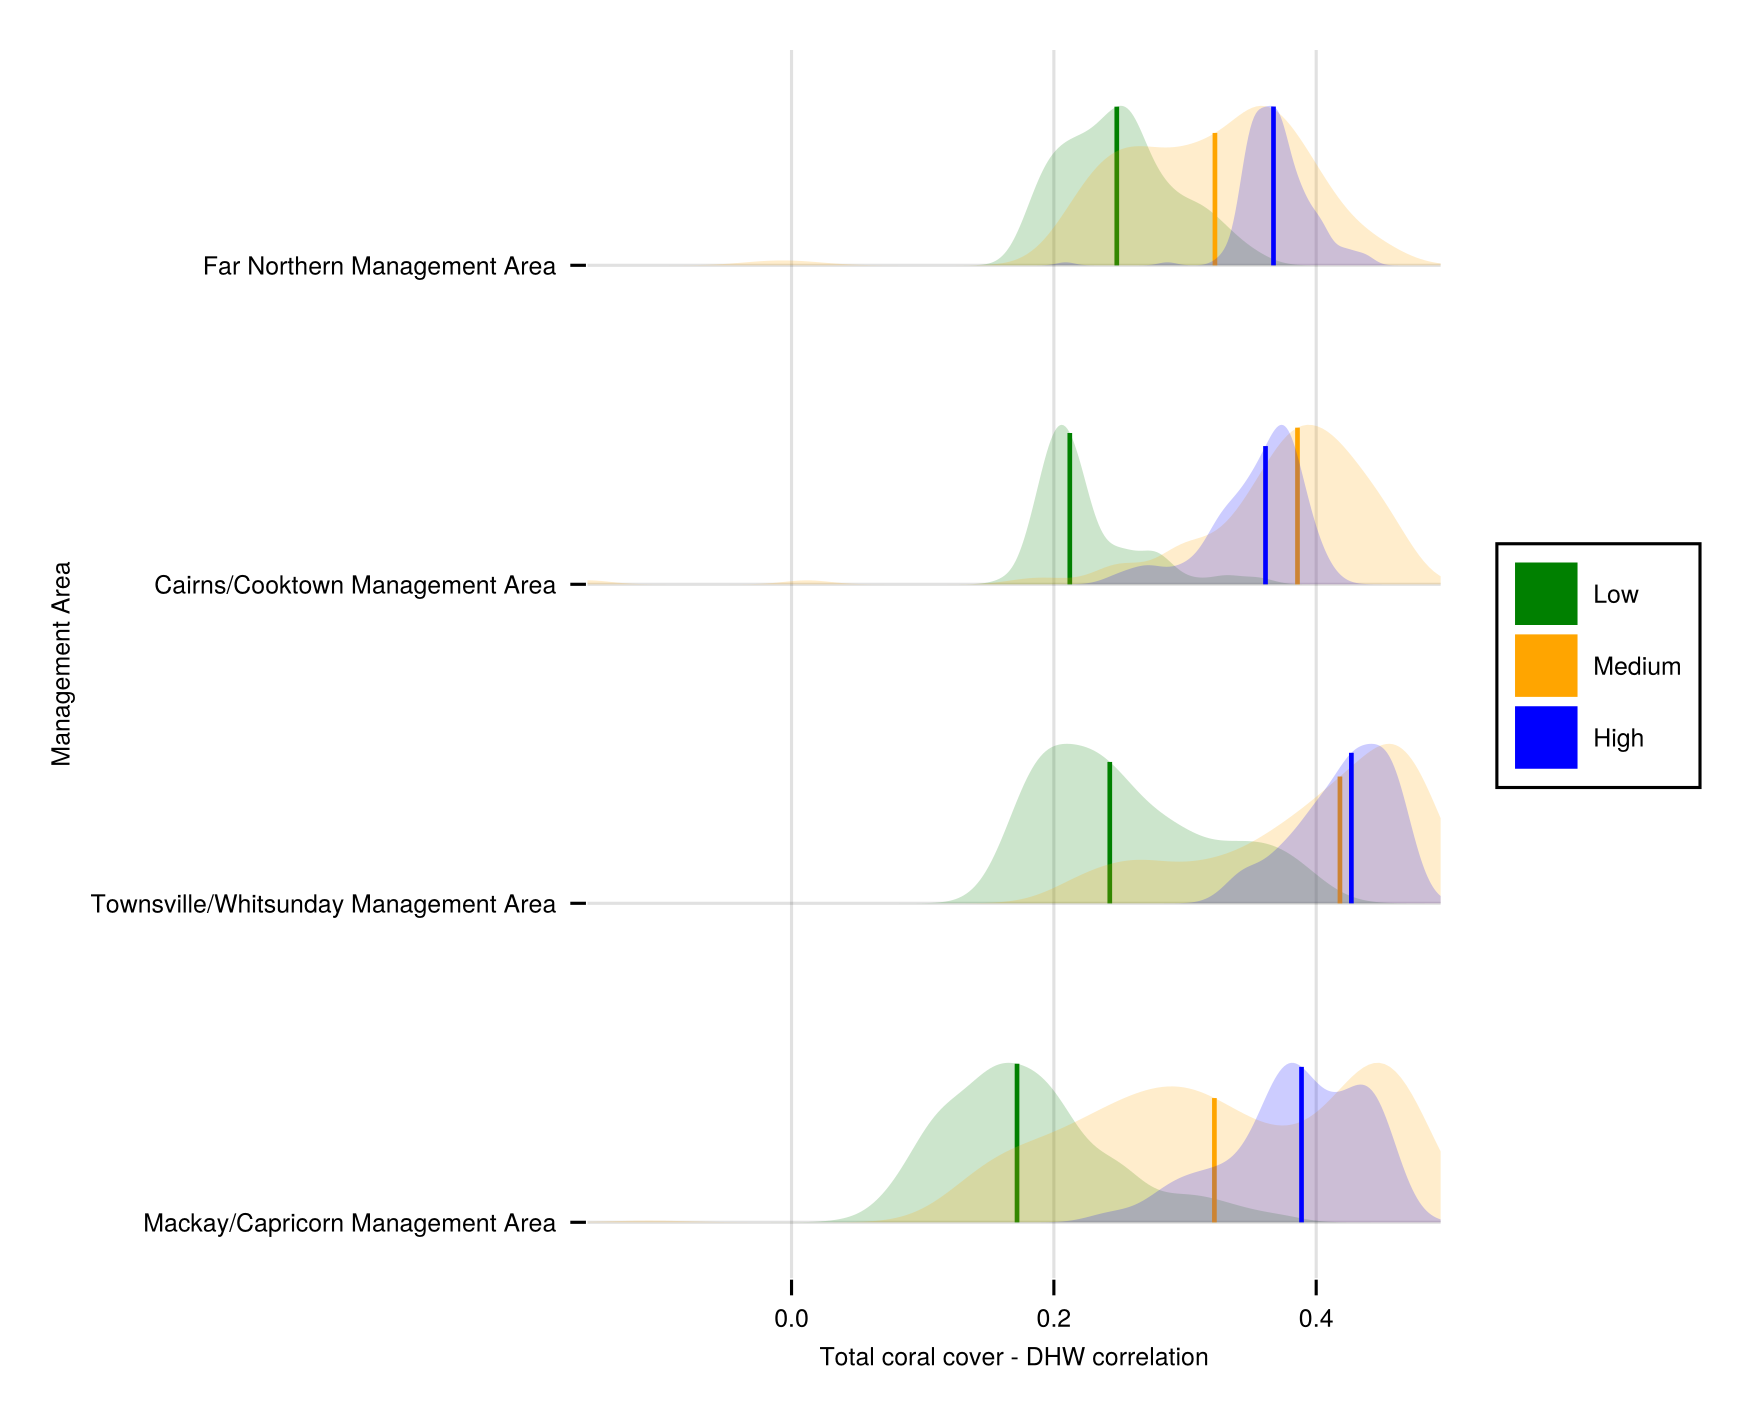 Management Area
Far Northern Management Area
Cairns/Cooktown Management Area
Townsville/Whitsunday Management Area
Mackay/Capricorn Management Area
0.0
0.2
0.4
Total coral cover - DHW correlation
Low
Medium
High